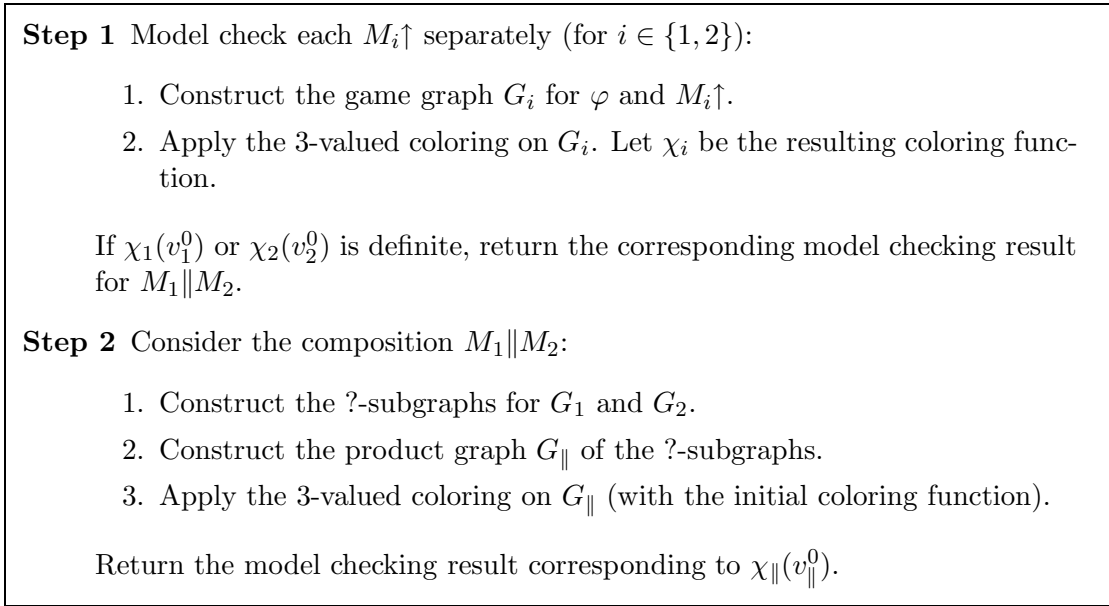 Step 1 Model check each M_i↑ separately (for i ∈ {1, 2}):
1. Construct the game graph G_i for φ and M_i↑.
2. Apply the 3-valued coloring on G_i. Let χ_i be the resulting coloring func-
tion.
If χ_1(v_1^0) or χ_2(v_2^0) is definite, return the corresponding model checking result
for M_1∥M_2.
Step 2 Consider the composition M_1∥M_2:
1. Construct the ?-subgraphs for G_1 and G_2.
2. Construct the product graph G_∥ of the ?-subgraphs.
3. Apply the 3-valued coloring on G_∥ (with the initial coloring function).
Return the model checking result corresponding to χ_∥(v_∥^0).